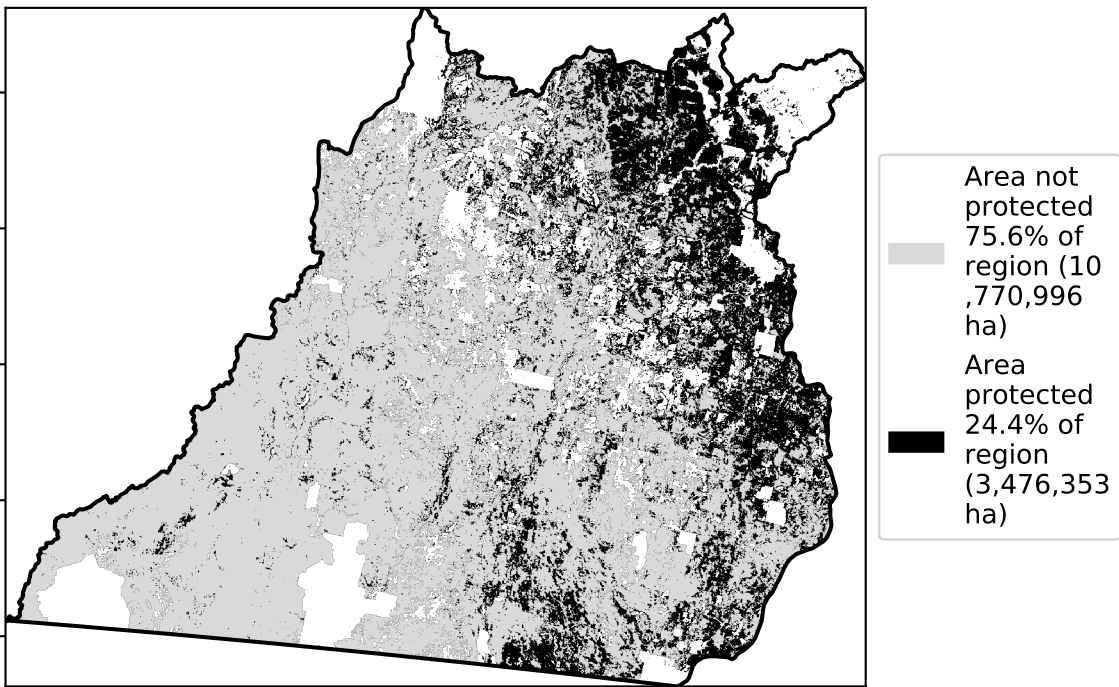 Area not
protected
75.6% of
region (10
,770,996
ha)
Area
protected
24.4% of
region
(3,476,353
ha)